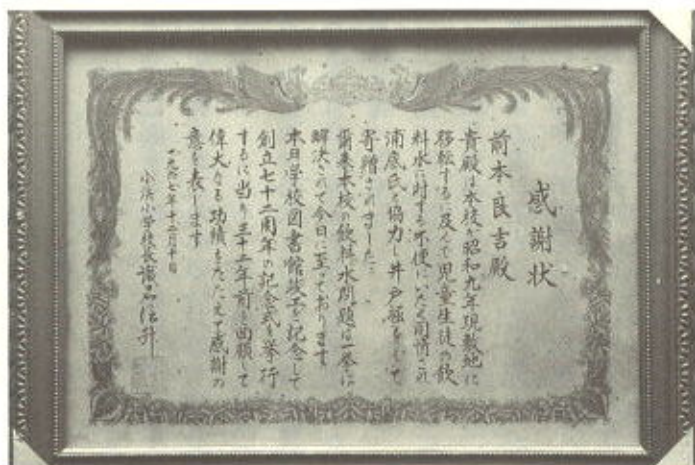 感謝状
前本良吉殿
貴殿は本校が昭和九年現敷地に
移転するに及んで児童生徒の飲
料水に対する不便にいたく同情され
浦底氏と協力し井戸極をして
寄贈されました
爾来本校の飲料水問題は一挙に
解決されて今日に至っております
本日学校図書館竣工を記念して
創立七十二周年の記念式を挙行
するに当り三十二年前を回顧して
偉大なる功績をたたえて感謝の
意を表します
一九六七年十二月十日
小浜小学校長